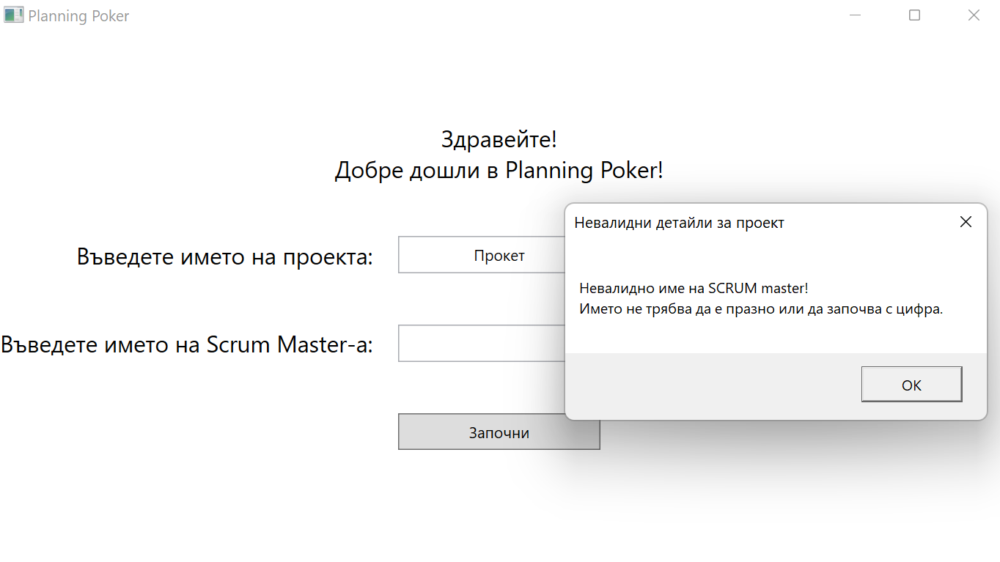 Planning Poker
Здравейте!
Добре дошли в Planning Poker!
Невалидни детайли за проект
Въведете името на проекта:
Прокет
Невалидно име на SCRUM master!
Името не трябва да е празно или да започва с цифра.
Въведете името на Scrum Master-а:
OK
Започни